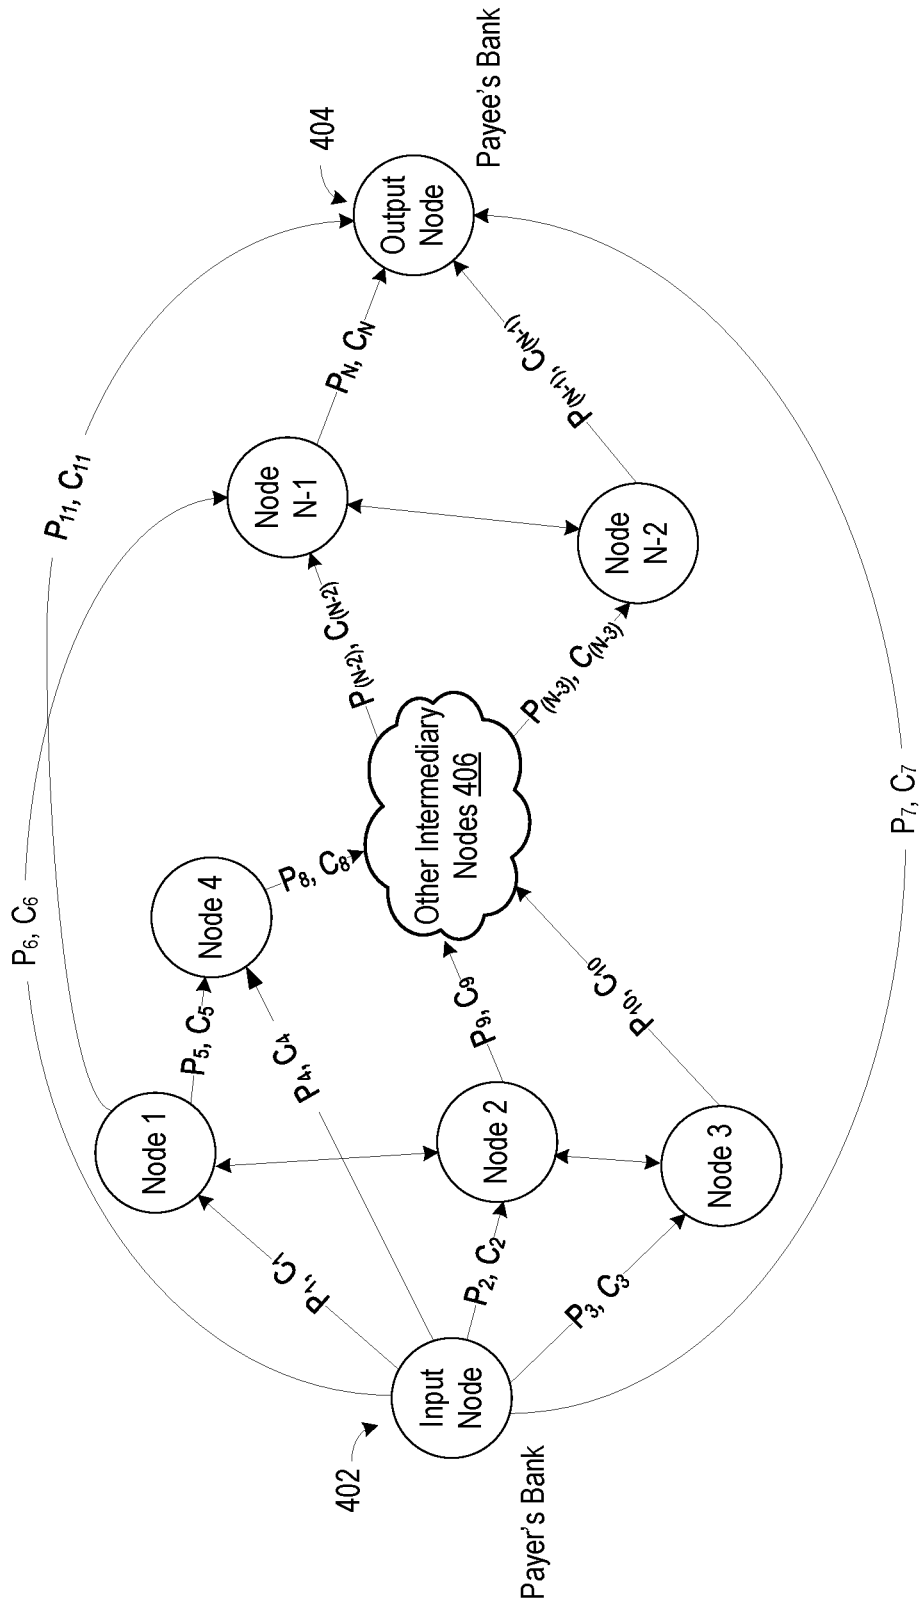 P₆, C₆
P₁₁, C₁₁
Node 1
P₅, C₅
Node 4
P₈, C₈
P₁, C₁
P₄, C₄
402
Input
Node
Payer's Bank
P₂, C₂
Node 2
P₉, C₉
Other Intermediary
Nodes 406
P₃, C₃
Node 3
P₁₀, C₁₀
P₍N-2₎, C₍N-2₎
Node
N-1
P_N, C_N
P₍N-3₎, C₍N-3₎
Node
N-2
P₍N-1₎, C₍N-1₎
404
Output
Node
Payee's Bank
P₇, C₇